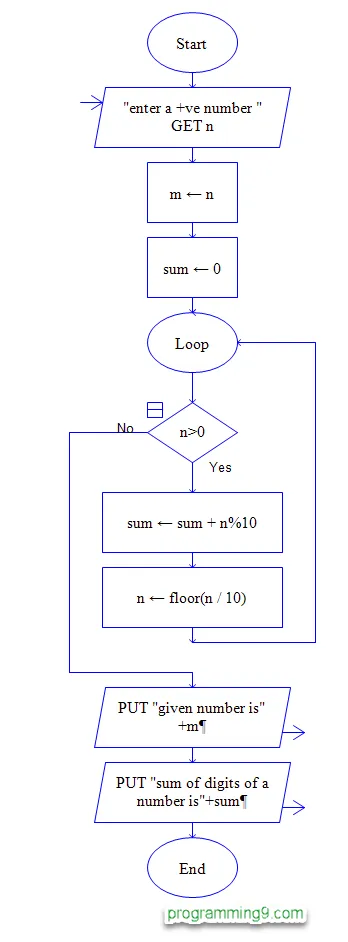 Start
"enter a +ve number "
GET n
m ← n
sum ← 0
Loop
No
n>0
Yes
sum ← sum + n%10
n ← floor(n / 10)
PUT "given number is"
+m¶
PUT "sum of digits of a
number is"+sum¶
End
programming9.com